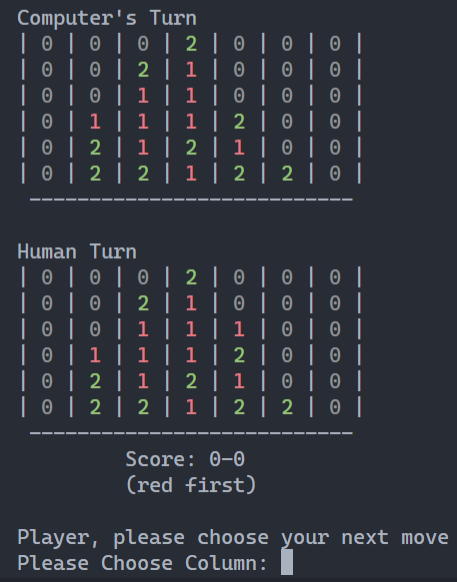 Computer's Turn
| 0 | 0 | 0 | 2 | 0 | 0 | 0 |
| 0 | 0 | 2 | 1 | 0 | 0 | 0 |
| 0 | 0 | 1 | 1 | 0 | 0 | 0 |
| 0 | 1 | 1 | 1 | 2 | 0 | 0 |
| 0 | 2 | 1 | 2 | 1 | 0 | 0 |
| 0 | 2 | 2 | 1 | 2 | 2 | 0 |
---------------------------
Human Turn
| 0 | 0 | 0 | 2 | 0 | 0 | 0 |
| 0 | 0 | 2 | 1 | 0 | 0 | 0 |
| 0 | 0 | 1 | 1 | 1 | 0 | 0 |
| 0 | 1 | 1 | 1 | 2 | 0 | 0 |
| 0 | 2 | 1 | 2 | 1 | 0 | 0 |
| 0 | 2 | 2 | 1 | 2 | 2 | 0 |
---------------------------
Score: 0-0
(red first)
Player, please choose your next move
Please Choose Column: